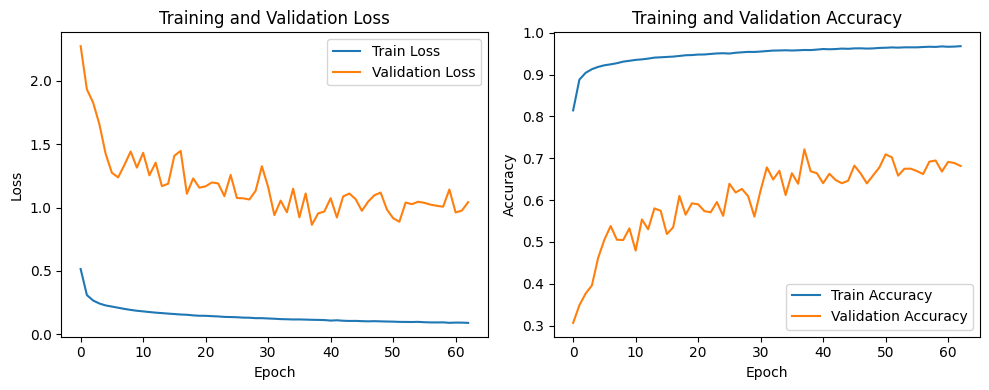 Training and Validation Loss
Train Loss
Validation Loss
Loss
2.0
1.5
1.0
0.5
0.0
0 10 20 30 40 50 60
Epoch
Training and Validation Accuracy
Accuracy
1.0
0.9
0.8
0.7
0.6
0.5
0.4
0.3
Train Accuracy
Validation Accuracy
0 10 20 30 40 50 60
Epoch